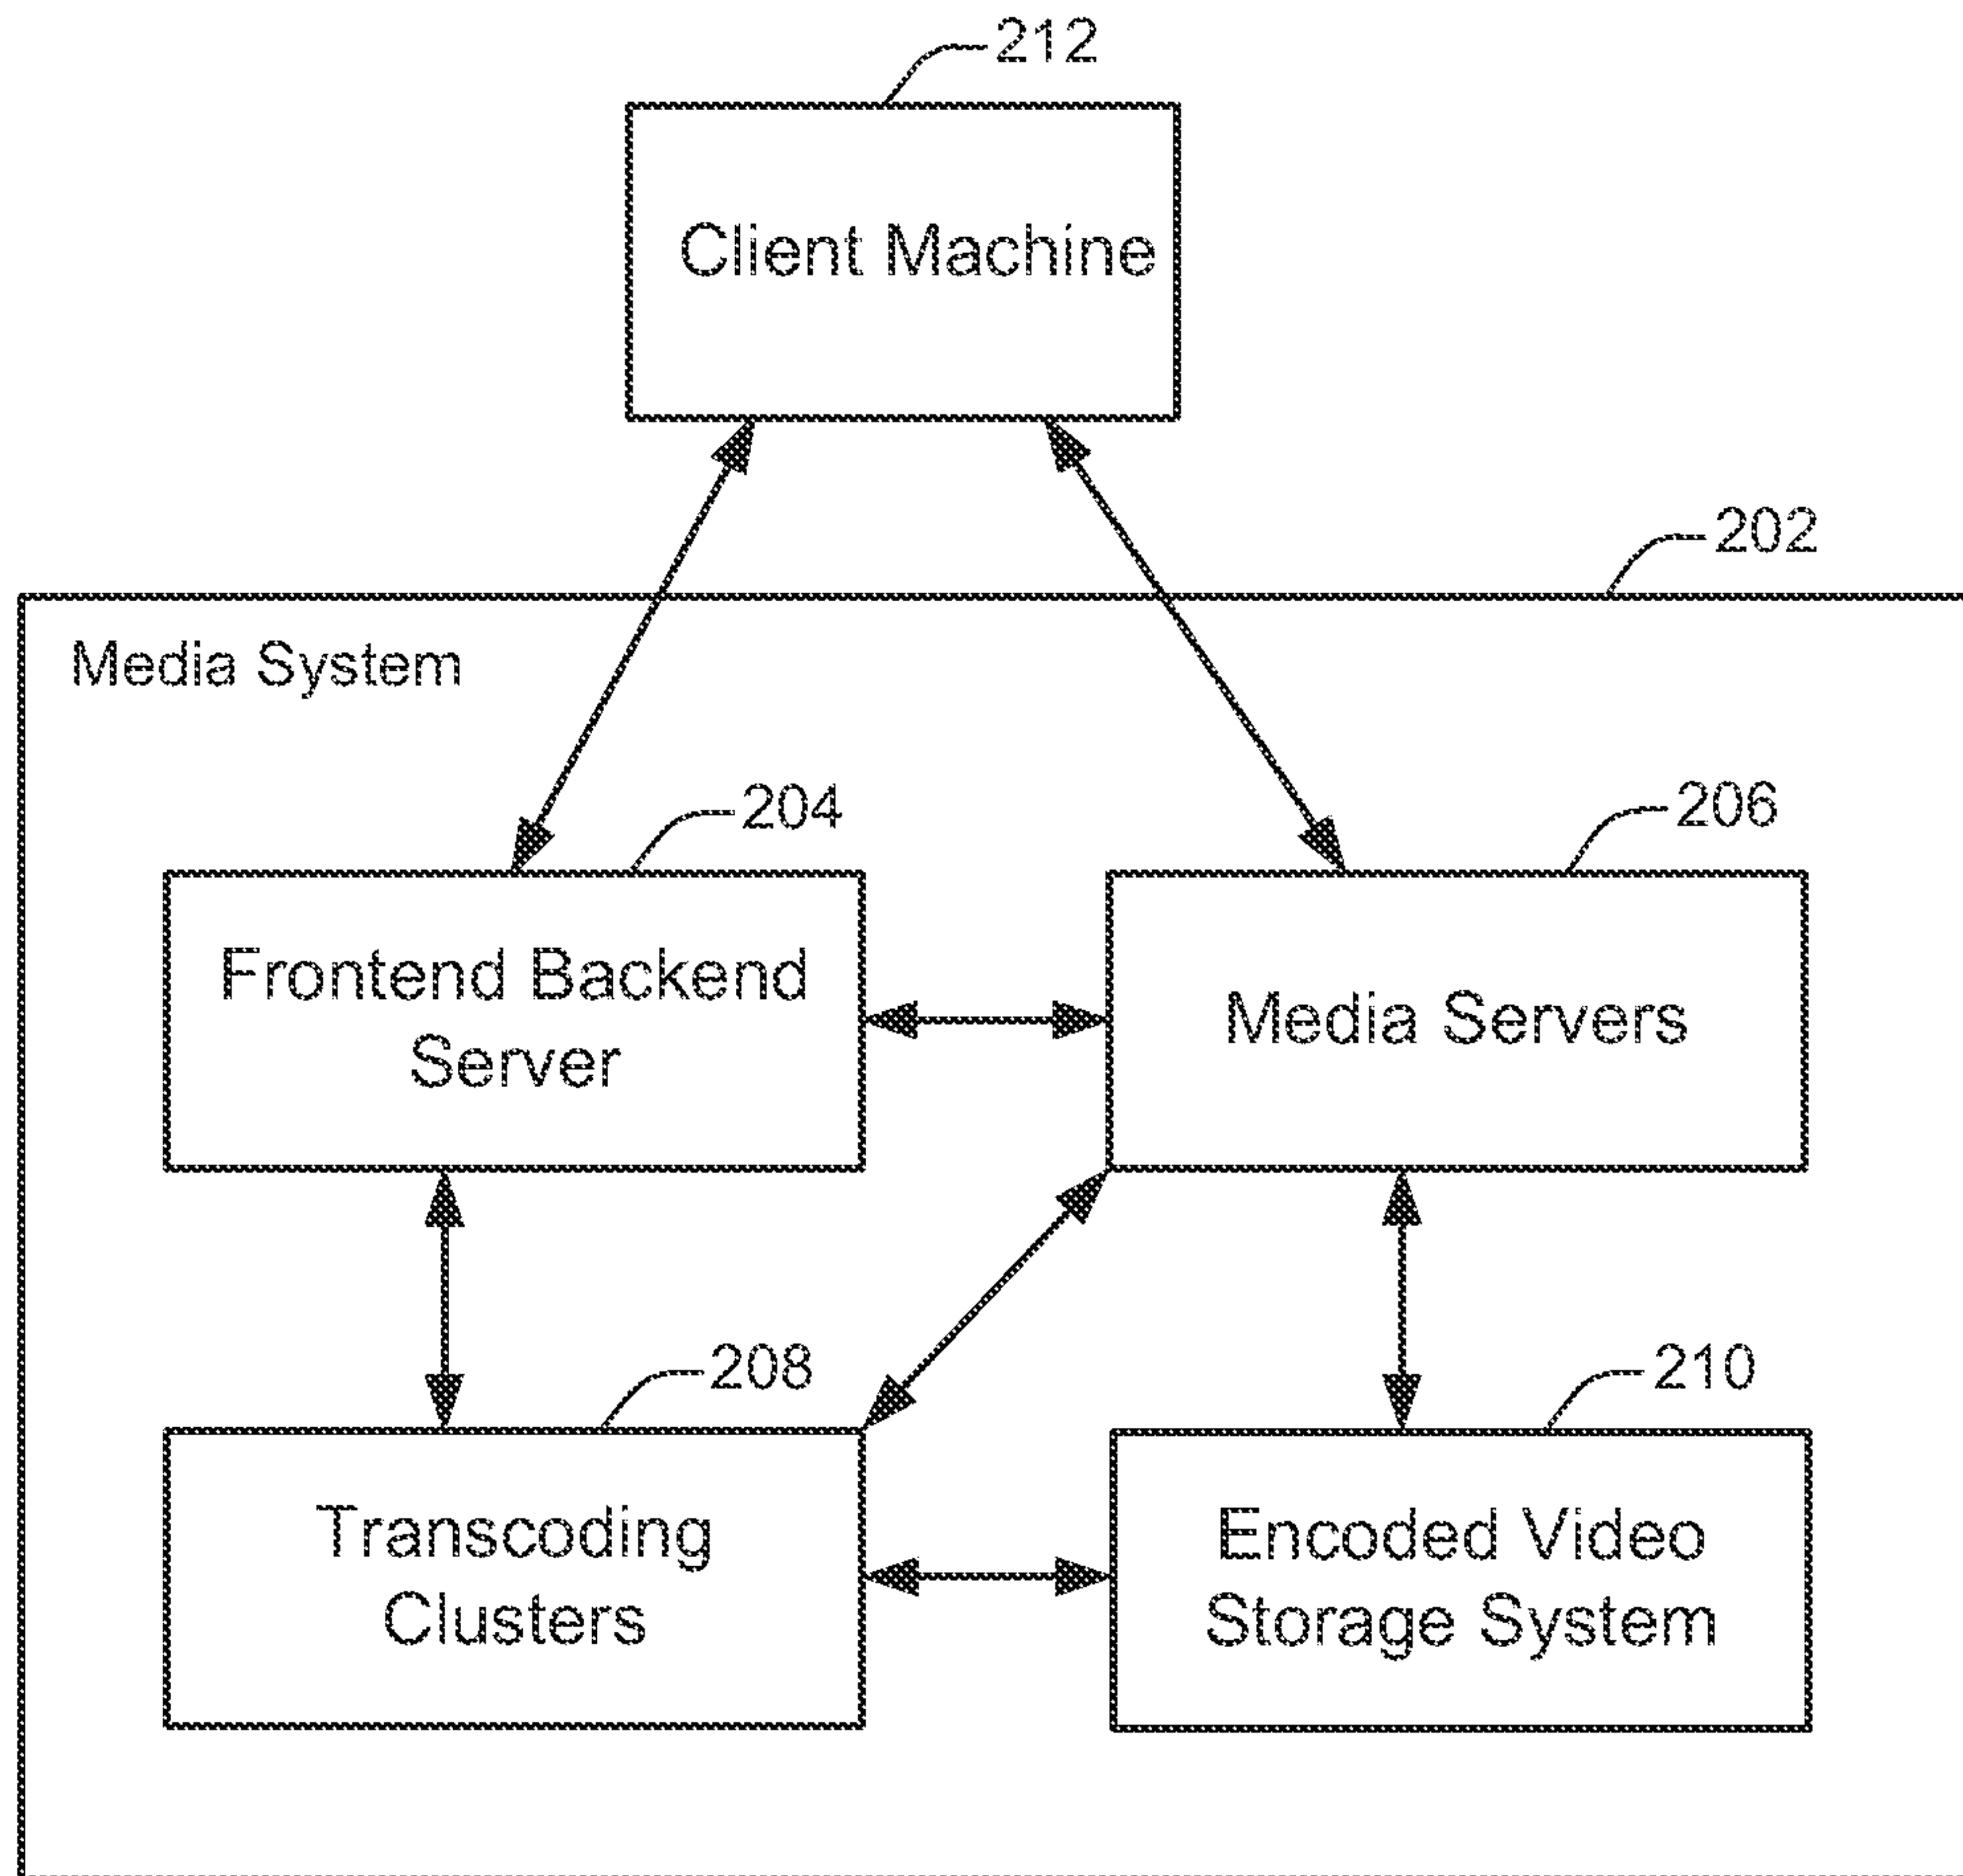 212
Client Machine
202
Media System
204
206
Frontend Backend
Server
Media Servers
208
210
Transcoding
Clusters
Encoded Video
Storage System